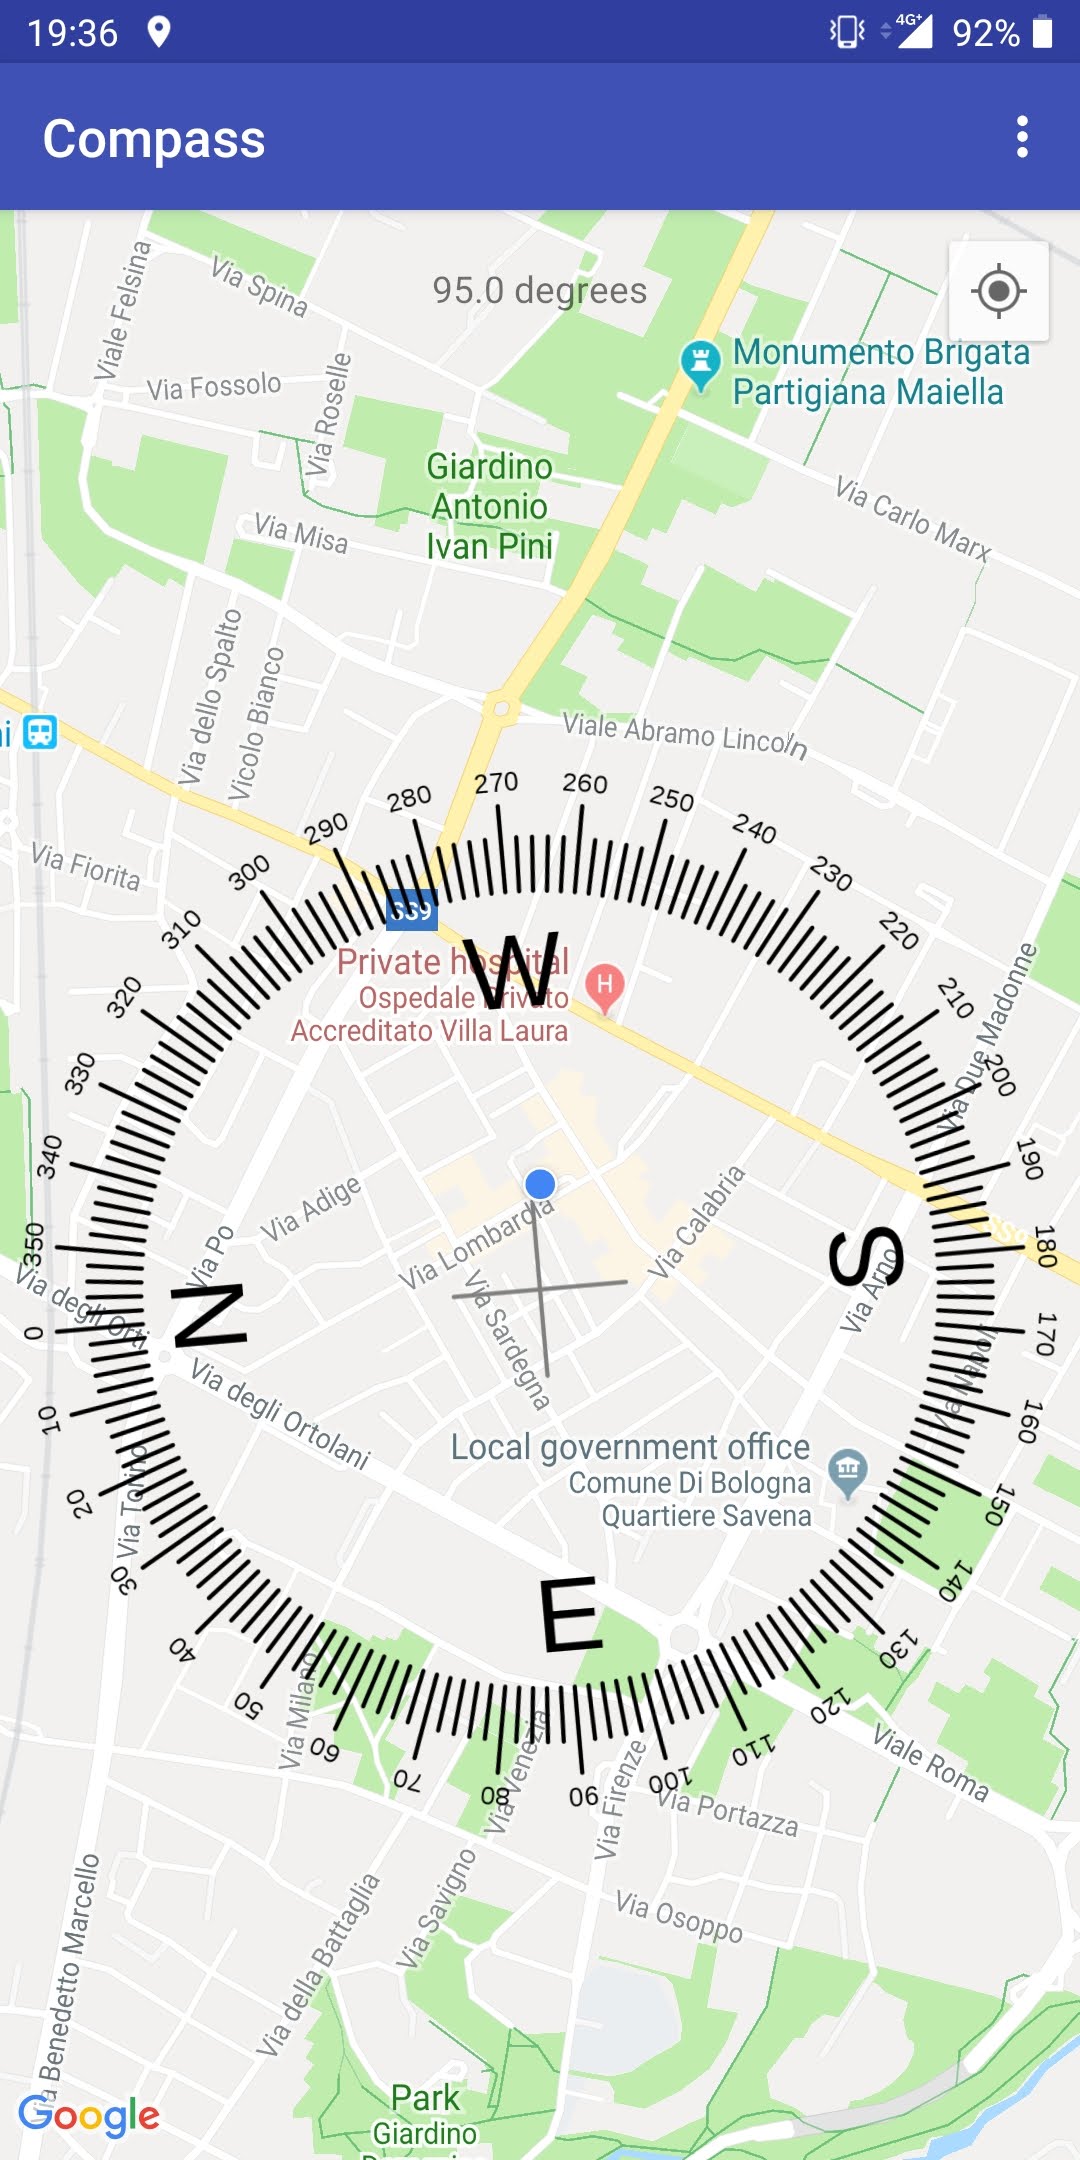 19:36
4G+
92%
Compass
95.0 degrees
Viale Felsina
Via Spina
Via Fossolo
Via Roselle
Monumento Brigata
Partigiana Maiella
Giardino
Antonio
Ivan Pini
Via Carlo Marx
Via Misa
Via dello Spalto
Vicolo Bianco
Viale Abramo Lincoln
Via Fiorita
270
260
280
250
290
240
300
230
310
220
320
210
330
200
340
190
350
180
0
170
10
160
20
150
30
140
40
130
50
120
60
110
70
100
80
90
SS9
W
Private hospital
Ospedale Privato
Accreditato Villa Laura
H
Via Due Madonne
Via Adige
Via Po
Via Lombardia
Via Calabria
SS9
S
N
Via Arno
Via degli Orti
Via Sardegna
Via Napoli
Via degli Ortolani
Local government office
Comune Di Bologna
Quartiere Savena
Via Torino
E
Via Milano
Via Venezia
Via Firenze
Viale Roma
Via Portazza
Via Savigno
Via della Battaglia
Via Osoppo
Via Benedetto Marcello
Park
Giardino
Google